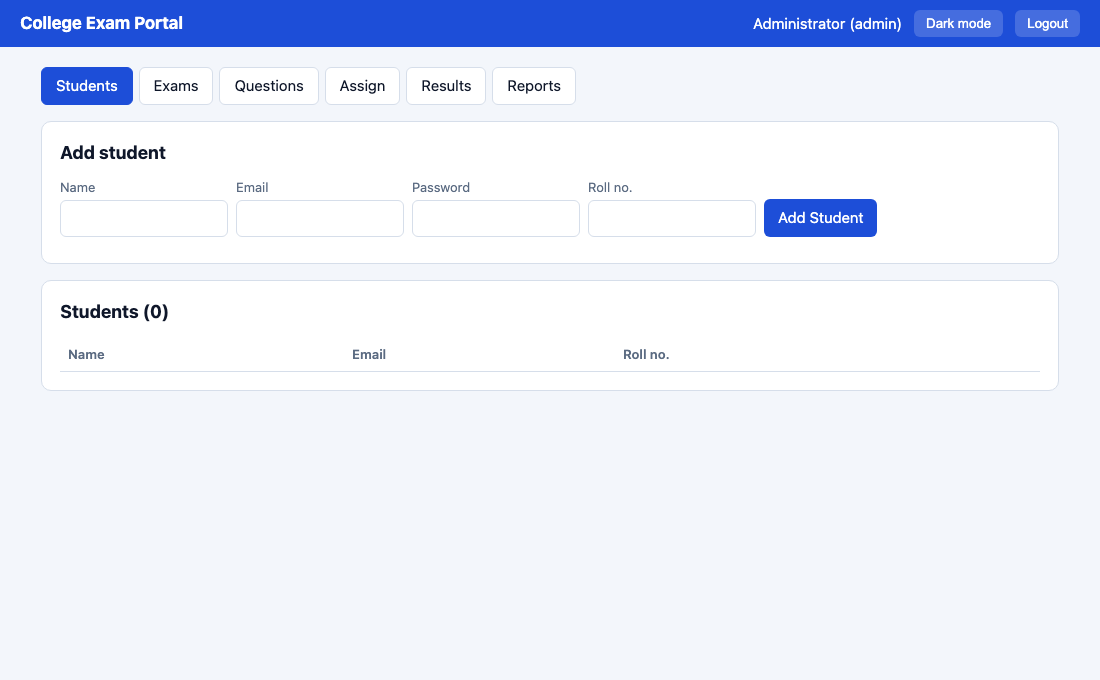 College Exam Portal
Administrator (admin) Dark mode Logout
Students Exams Questions Assign Results Reports
Add student
Name Email Password Roll no.
Add Student
Students (0)
Name Email Roll no.